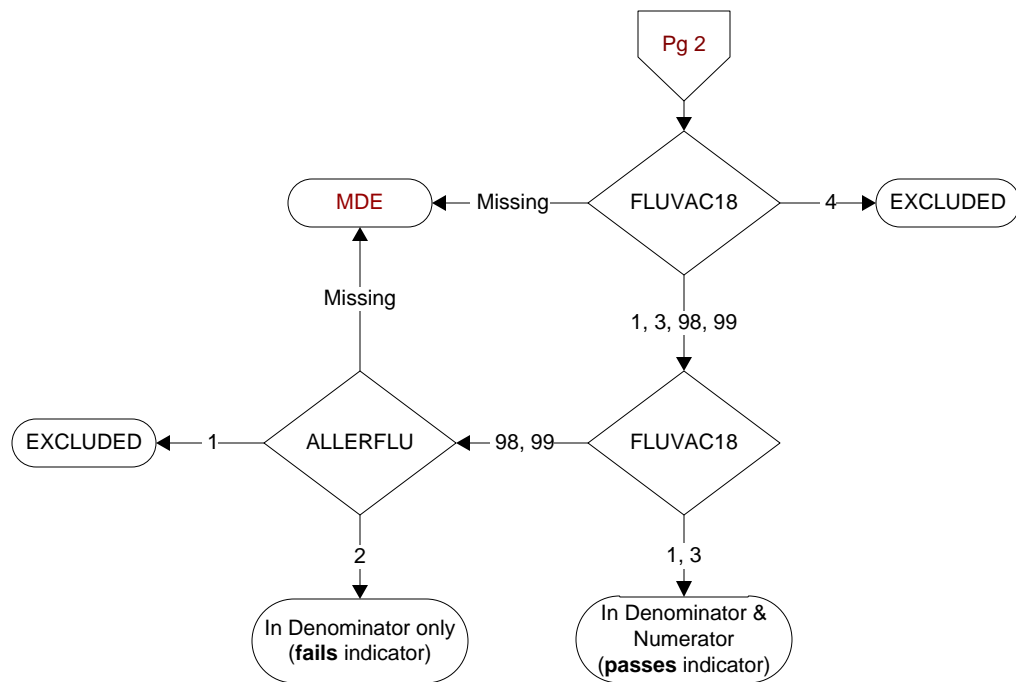 Pg 2
MDE
Missing
FLUVAC18
4
EXCLUDED
Missing
1, 3, 98, 99
EXCLUDED
1
ALLERFLU
98, 99
FLUVAC18
2
1, 3
In Denominator only
(fails indicator)
In Denominator &
Numerator
(passes indicator)